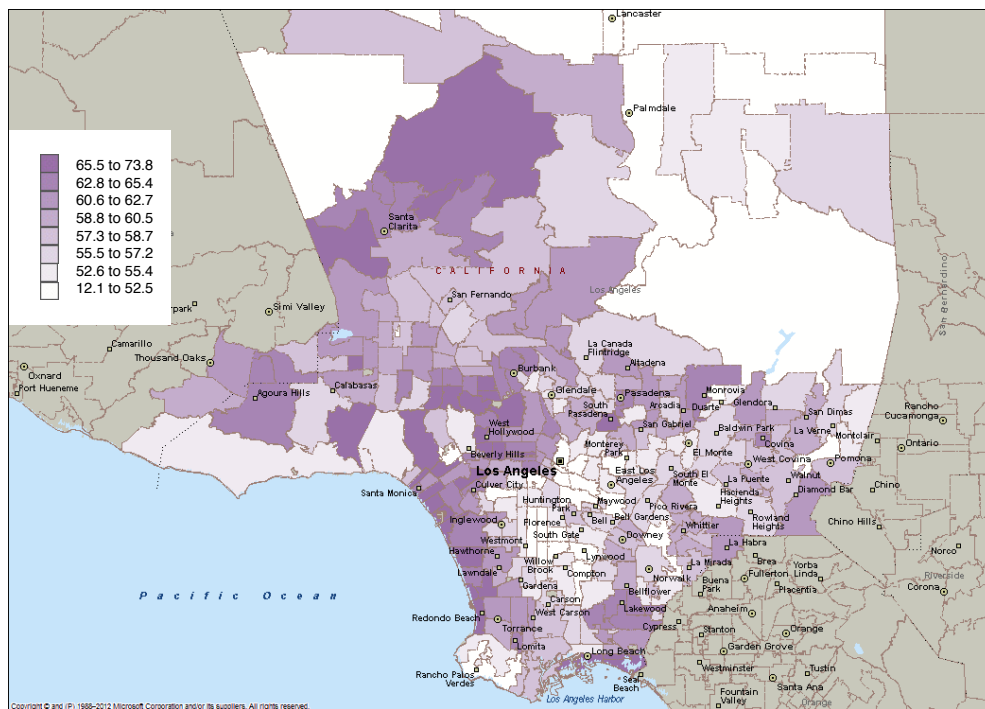 Lancaster
Palmdale
65.5 to 73.8
62.8 to 65.4
60.6 to 62.7
58.8 to 60.5
57.3 to 58.7
55.5 to 57.2
52.6 to 55.4
12.1 to 52.5
Santa
Clarita
CALIFORNIA
San Bernardino
Los Angeles
San Fernando
Simi Valley
Camarillo
Thousand Oaks
Oxnard
Port Hueneme
Agoura Hills
Calabasas
Burbank
La Canada
Flintridge
Altadena
Glendale
Pasadena
Monrovia
Arcadia
Duarte
Glendora
San Dimas
Rancho
Cucamonga
South
Pasadena
San Gabriel
Baldwin Park
La Verne
Montclair
Ontario
West
Hollywood
Monterey
Park
El Monte
Covina
Beverly Hills
West Covina
Pomona
Los Angeles
East Los
Angeles
South El
Monte
La Puente
Walnut
Chino
Santa Monica
Culver City
Hacienda
Heights
Diamond Bar
Huntington
Park
Maywood
Pico Rivera
Rowland
Heights
Chino Hills
Inglewood
Florence
Bell
Bell Gardens
Whittier
South Gate
Westmont
Downey
La Habra
Norco
Hawthorne
Willow
Brook
Lynwood
Brea
Yorba
Linda
Lawndale
Compton
Norwalk
La Mirada
Fullerton
Riverside
Gardena
Buena
Park
Placentia
Corona
Pacific Ocean
Carson
Bellflower
Lakewood
Anaheim
Redondo Beach
West Carson
Torrance
Cypress
Stanton
Orange
Lomita
Garden Grove
Long Beach
Westminster
Tustin
Rancho Palos
Verdes
Seal
Beach
Santa Ana
Los Angeles Harbor
Fountain
Valley
Orange
Copyright © and (P) 1988–2012 Microsoft Corporation and/or its suppliers. All rights reserved.